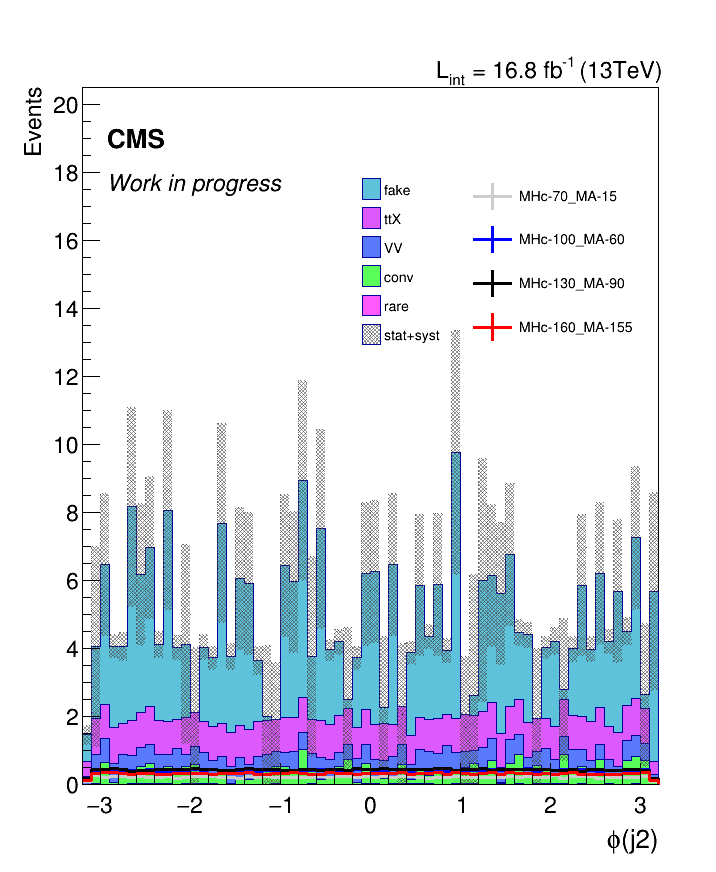 L_int = 16.8 fb^-1 (13TeV)
Events
20
18
16
14
12
10
8
6
4
2
0
CMS
Work in progress
fake
ttX
VV
conv
rare
stat+syst
MHc-70_MA-15
MHc-100_MA-60
MHc-130_MA-90
MHc-160_MA-155
−3 −2 −1 0 1 2 3
ϕ(j2)